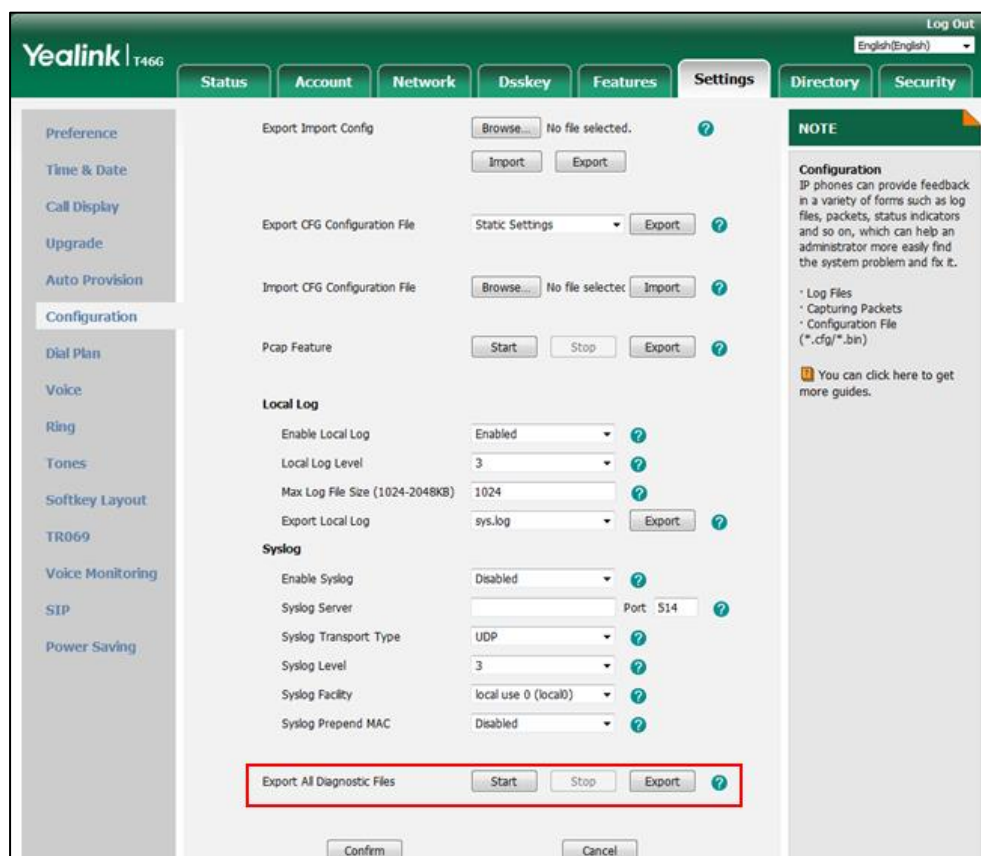 Log Out
Yealink | T46G
English(English)
Status Account Network Dsskey Features Settings Directory Security
Preference
Time & Date
Call Display
Upgrade
Auto Provision
Configuration
Dial Plan
Voice
Ring
Tones
Softkey Layout
TR069
Voice Monitoring
SIP
Power Saving
Export Import Config Browse... No file selected. ?
Import Export
Export CFG Configuration File Static Settings Export ?
Import CFG Configuration File Browse... No file selectec Import ?
Pcap Feature Start Stop Export ?
Local Log
Enable Local Log Enabled ?
Local Log Level 3 ?
Max Log File Size (1024-2048KB) 1024 ?
Export Local Log sys.log Export ?
Syslog
Enable Syslog Disabled ?
Syslog Server Port 514 ?
Syslog Transport Type UDP ?
Syslog Level 3 ?
Syslog Facility local use 0 (local0) ?
Syslog Prepend MAC Disabled ?
Export All Diagnostic Files Start Stop Export ?
Confirm Cancel
NOTE
Configuration
IP phones can provide feedback
in a variety of forms such as log
files, packets, status indicators
and so on, which can help an
administrator more easily find
the system problem and fix it.
· Log Files
· Capturing Packets
· Configuration File
(*.cfg/*.bin)
You can click here to get
more guides.